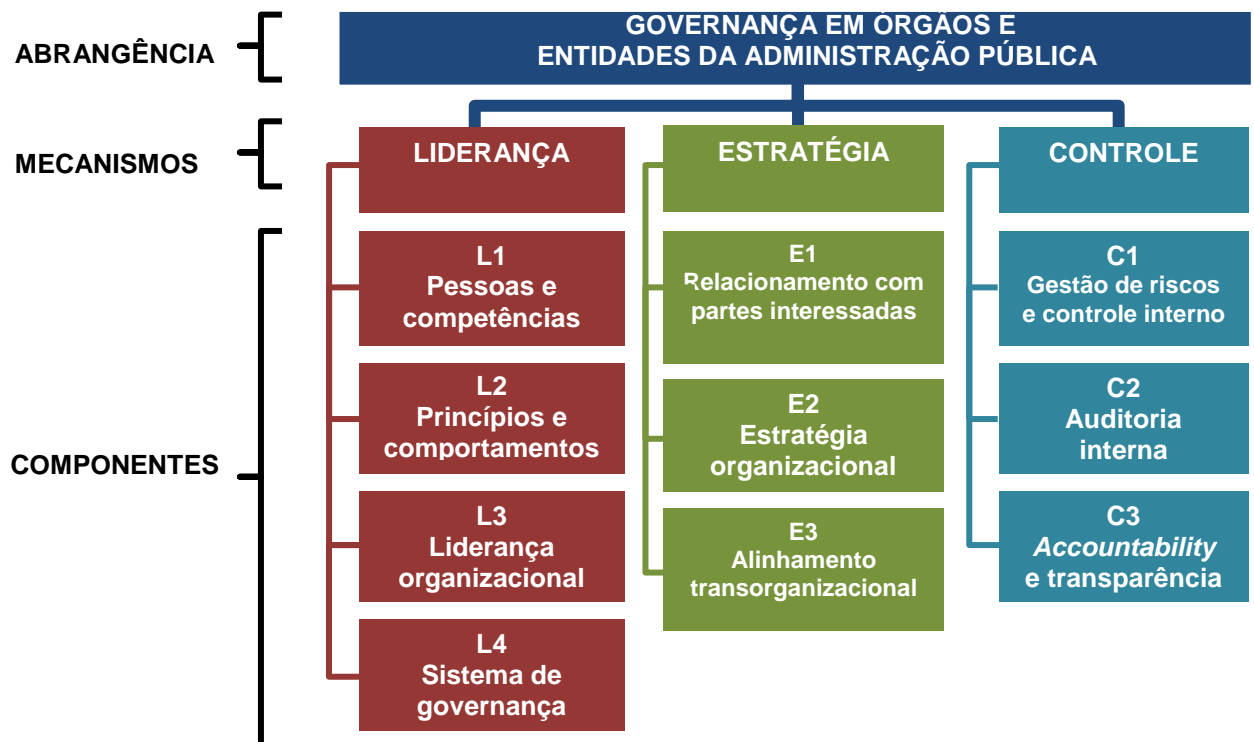 ABRANGÊNCIA
GOVERNANÇA EM ÓRGÃOS E
ENTIDADES DA ADMINISTRAÇÃO PÚBLICA
MECANISMOS
LIDERANÇA
ESTRATÉGIA
CONTROLE
COMPONENTES
L1
Pessoas e
competências
L2
Princípios e
comportamentos
L3
Liderança
organizacional
L4
Sistema de
governança
E1
Relacionamento com
partes interessadas
E2
Estratégia
organizacional
E3
Alinhamento
transorganizacional
C1
Gestão de riscos
e controle interno
C2
Auditoria
interna
C3
Accountability
e transparência